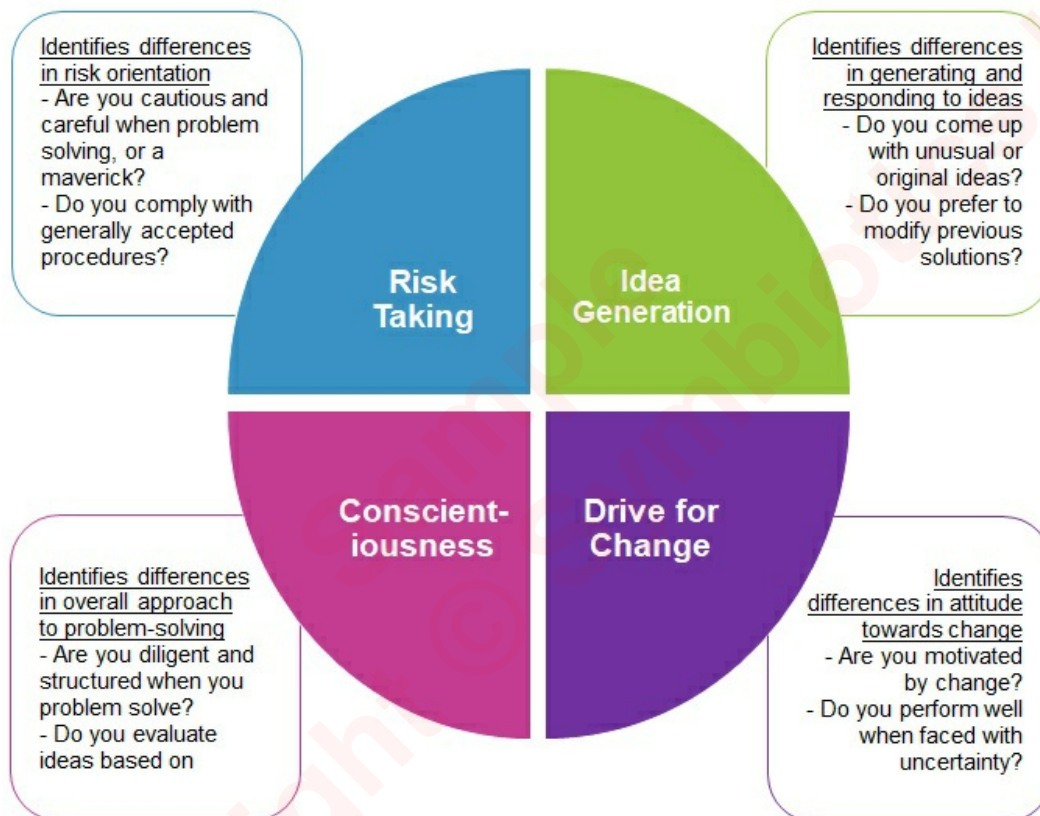 Identifies differences
in risk orientation
- Are you cautious and
careful when problem
solving, or a
maverick?
- Do you comply with
generally accepted
procedures?
Identifies differences
in generating and
responding to ideas
- Do you come up
with unusual or
original ideas?
- Do you prefer to
modify previous
solutions?
Risk
Taking
Idea
Generation
Conscient-
iousness
Drive for
Change
Identifies differences
in overall approach
to problem-solving
- Are you diligent and
structured when you
problem solve?
- Do you evaluate
ideas based on
Identifies
differences in attitude
towards change
- Are you motivated
by change?
- Do you perform well
when faced with
uncertainty?
Sample